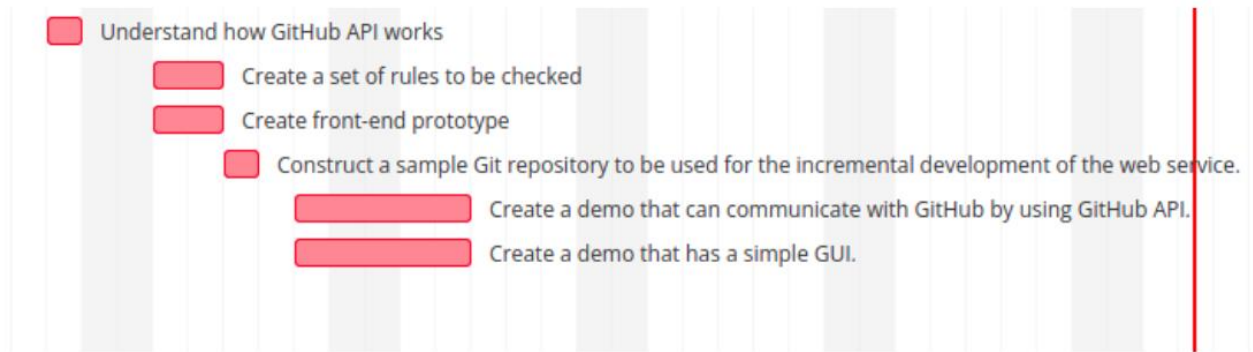 Understand how GitHub API works
Create a set of rules to be checked
Create front-end prototype
Construct a sample Git repository to be used for the incremental development of the web service.
Create a demo that can communicate with GitHub by using GitHub API.
Create a demo that has a simple GUI.